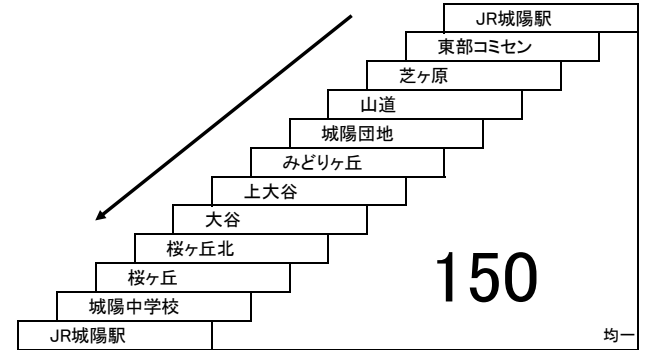 JR城陽駅
東部コミセン
芝ヶ原
山道
城陽団地
みどりヶ丘
上大谷
大谷
桜ヶ丘北
桜ヶ丘
城陽中学校
JR城陽駅
150
均一